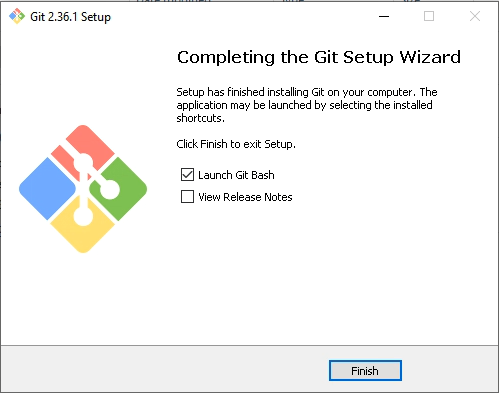 Git 2.36.1 Setup
Completing the Git Setup Wizard
Setup has finished installing Git on your computer. The
application may be launched by selecting the installed
shortcuts.
Click Finish to exit Setup.
Launch Git Bash
View Release Notes
Finish